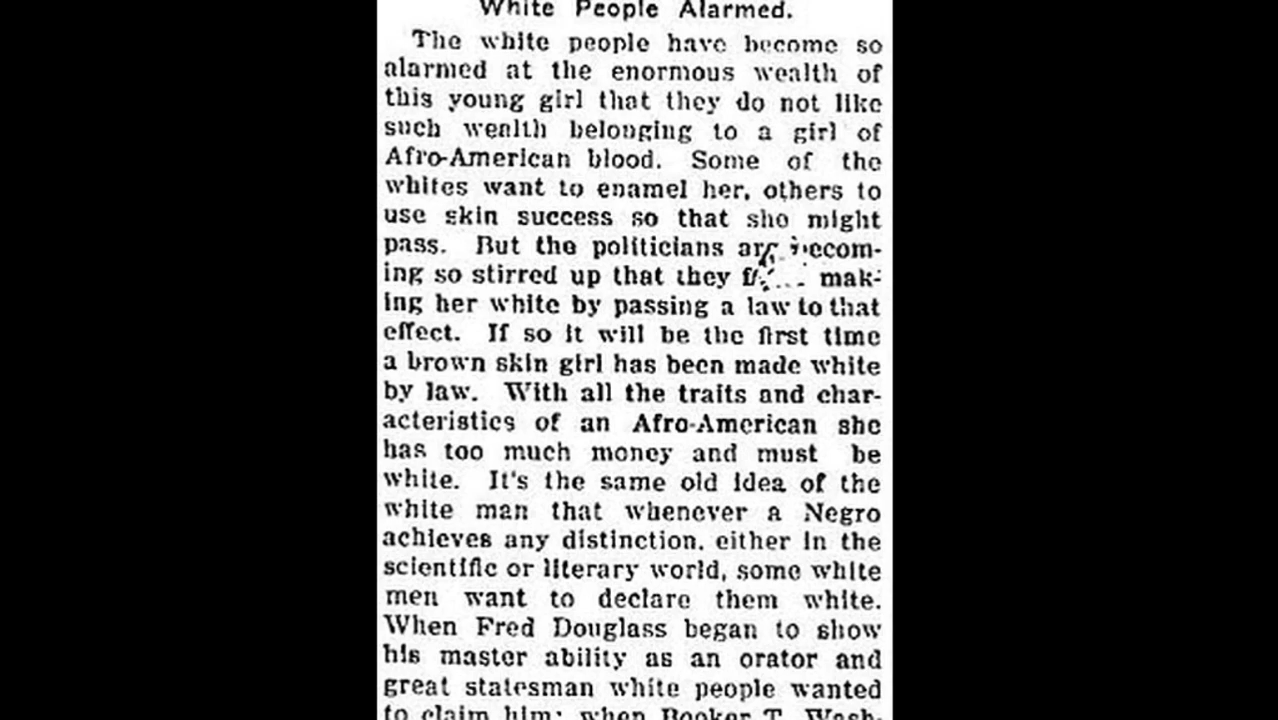 White People Alarmed.
The white people have become so
alarmed at the enormous wealth of
this young girl that they do not like
such wealth belonging to a girl of
Afro-American blood. Some of the
whites want to enamel her, others to
use skin success so that she might
pass. But the politicians are becom-
ing so stirred up that they mak-
ing her white by passing a law to that
effect. If so it will be the first time
a brown skin girl has been made white
by law. With all the traits and char-
acteristics of an Afro-American she
has too much money and must be
white. It's the same old idea of the
white man that whenever a Negro
achieves any distinction, either in the
scientific or literary world, some white
men want to declare them white.
When Fred Douglass began to show
his master ability as an orator and
great statesman white people wanted
to claim him; when Booker T. Wash-